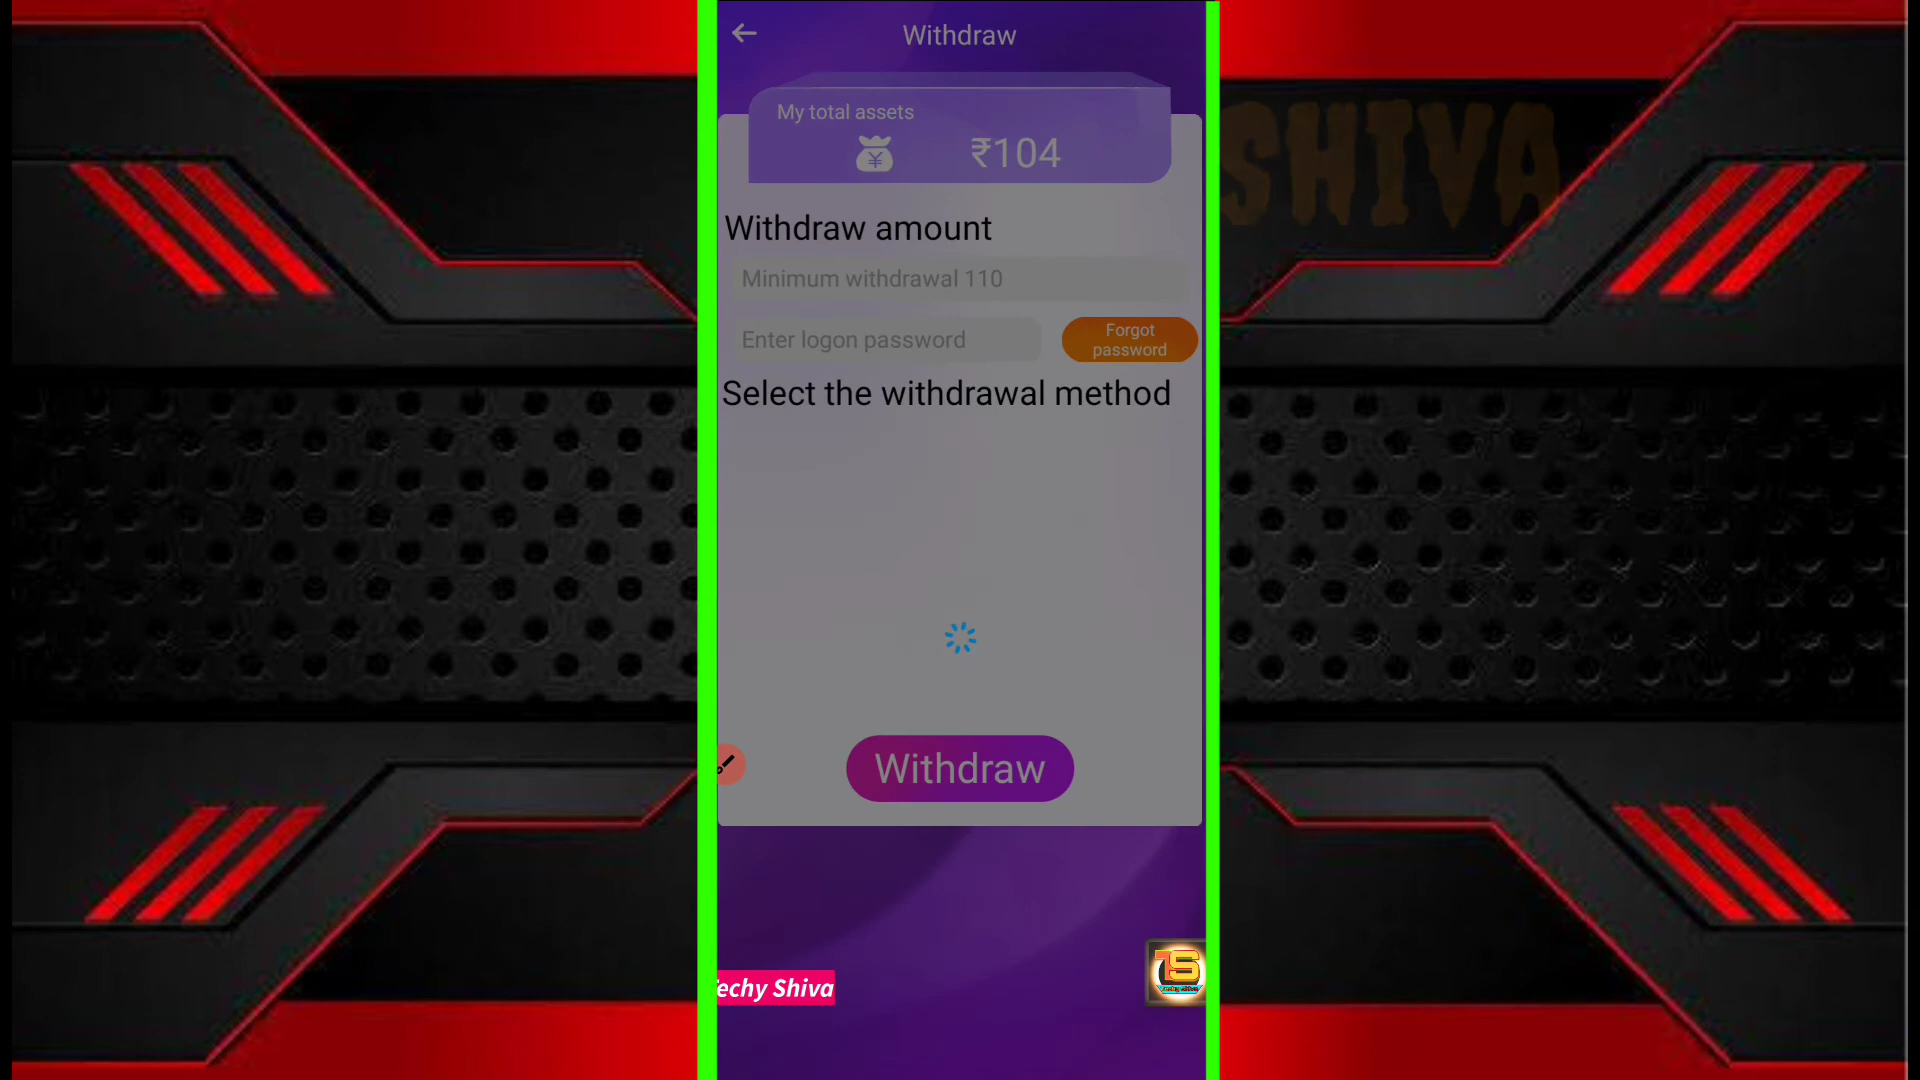 Withdraw
My total assets
₹104
SHIVA
Withdraw amount
Minimum withdrawal 110
Enter logon password
Forgot
password
Select the withdrawal method
Withdraw
echy Shiva
TS